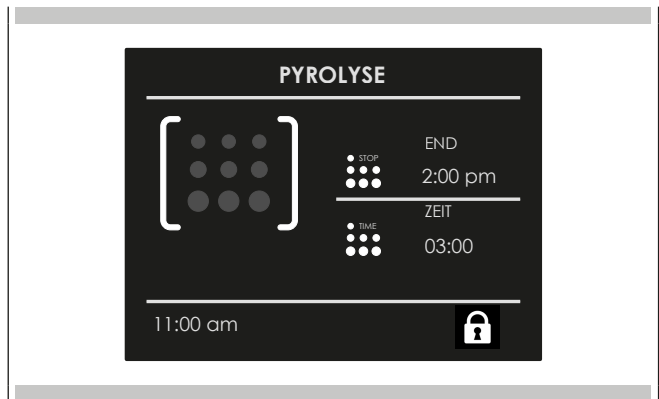 PYROLYSE
STOP
END
2:00 pm
TIME
ZEIT
03:00
11:00 am